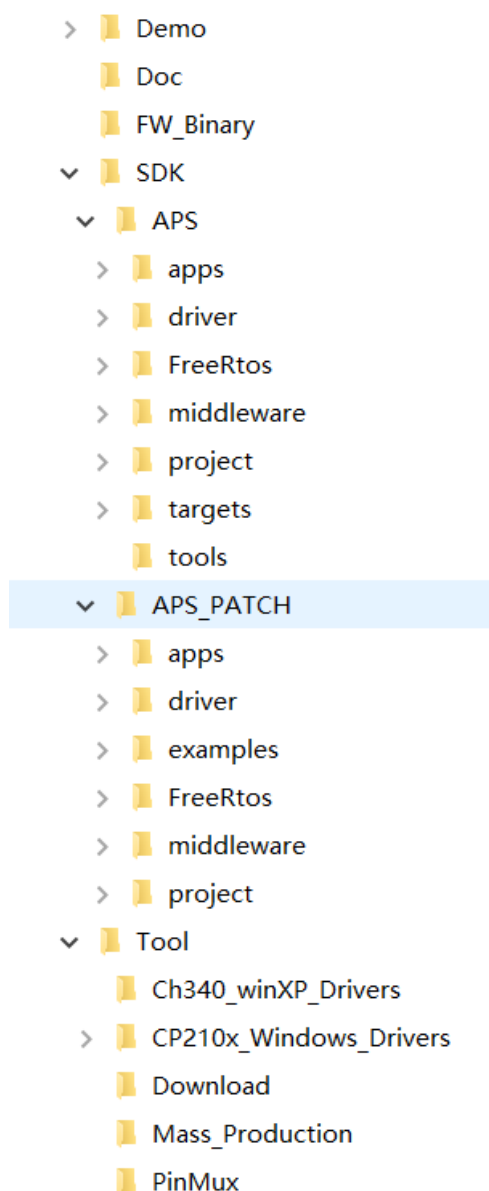 Demo
Doc
FW_Binary
SDK
APS
apps
driver
FreeRtos
middleware
project
targets
tools
APS_PATCH
apps
driver
examples
FreeRtos
middleware
project
Tool
Ch340_winXP_Drivers
CP210x_Windows_Drivers
Download
Mass_Production
PinMux